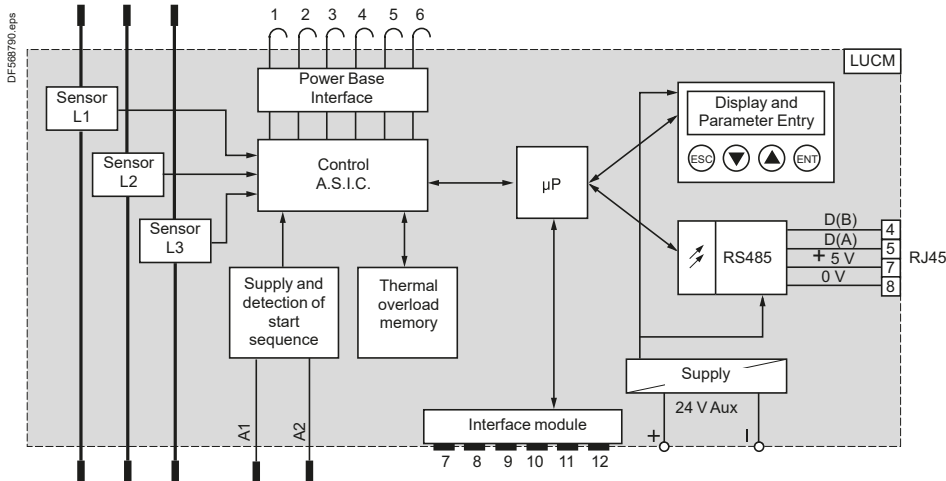 DF568790.eps
1 2 3 4 5 6
LUCM
Power Base
Interface
Sensor
L1
Sensor
L2
Sensor
L3
Control
A.S.I.C.
µP
Display and
Parameter Entry
ESC
ENT
RS485
D(B)
4
D(A)
5
+ 5 V
7
0 V
8
RJ45
Supply and
detection of
start
sequence
Thermal
overload
memory
Supply
24 V Aux
+
–
A1
A2
Interface module
7 8 9 10 11 12